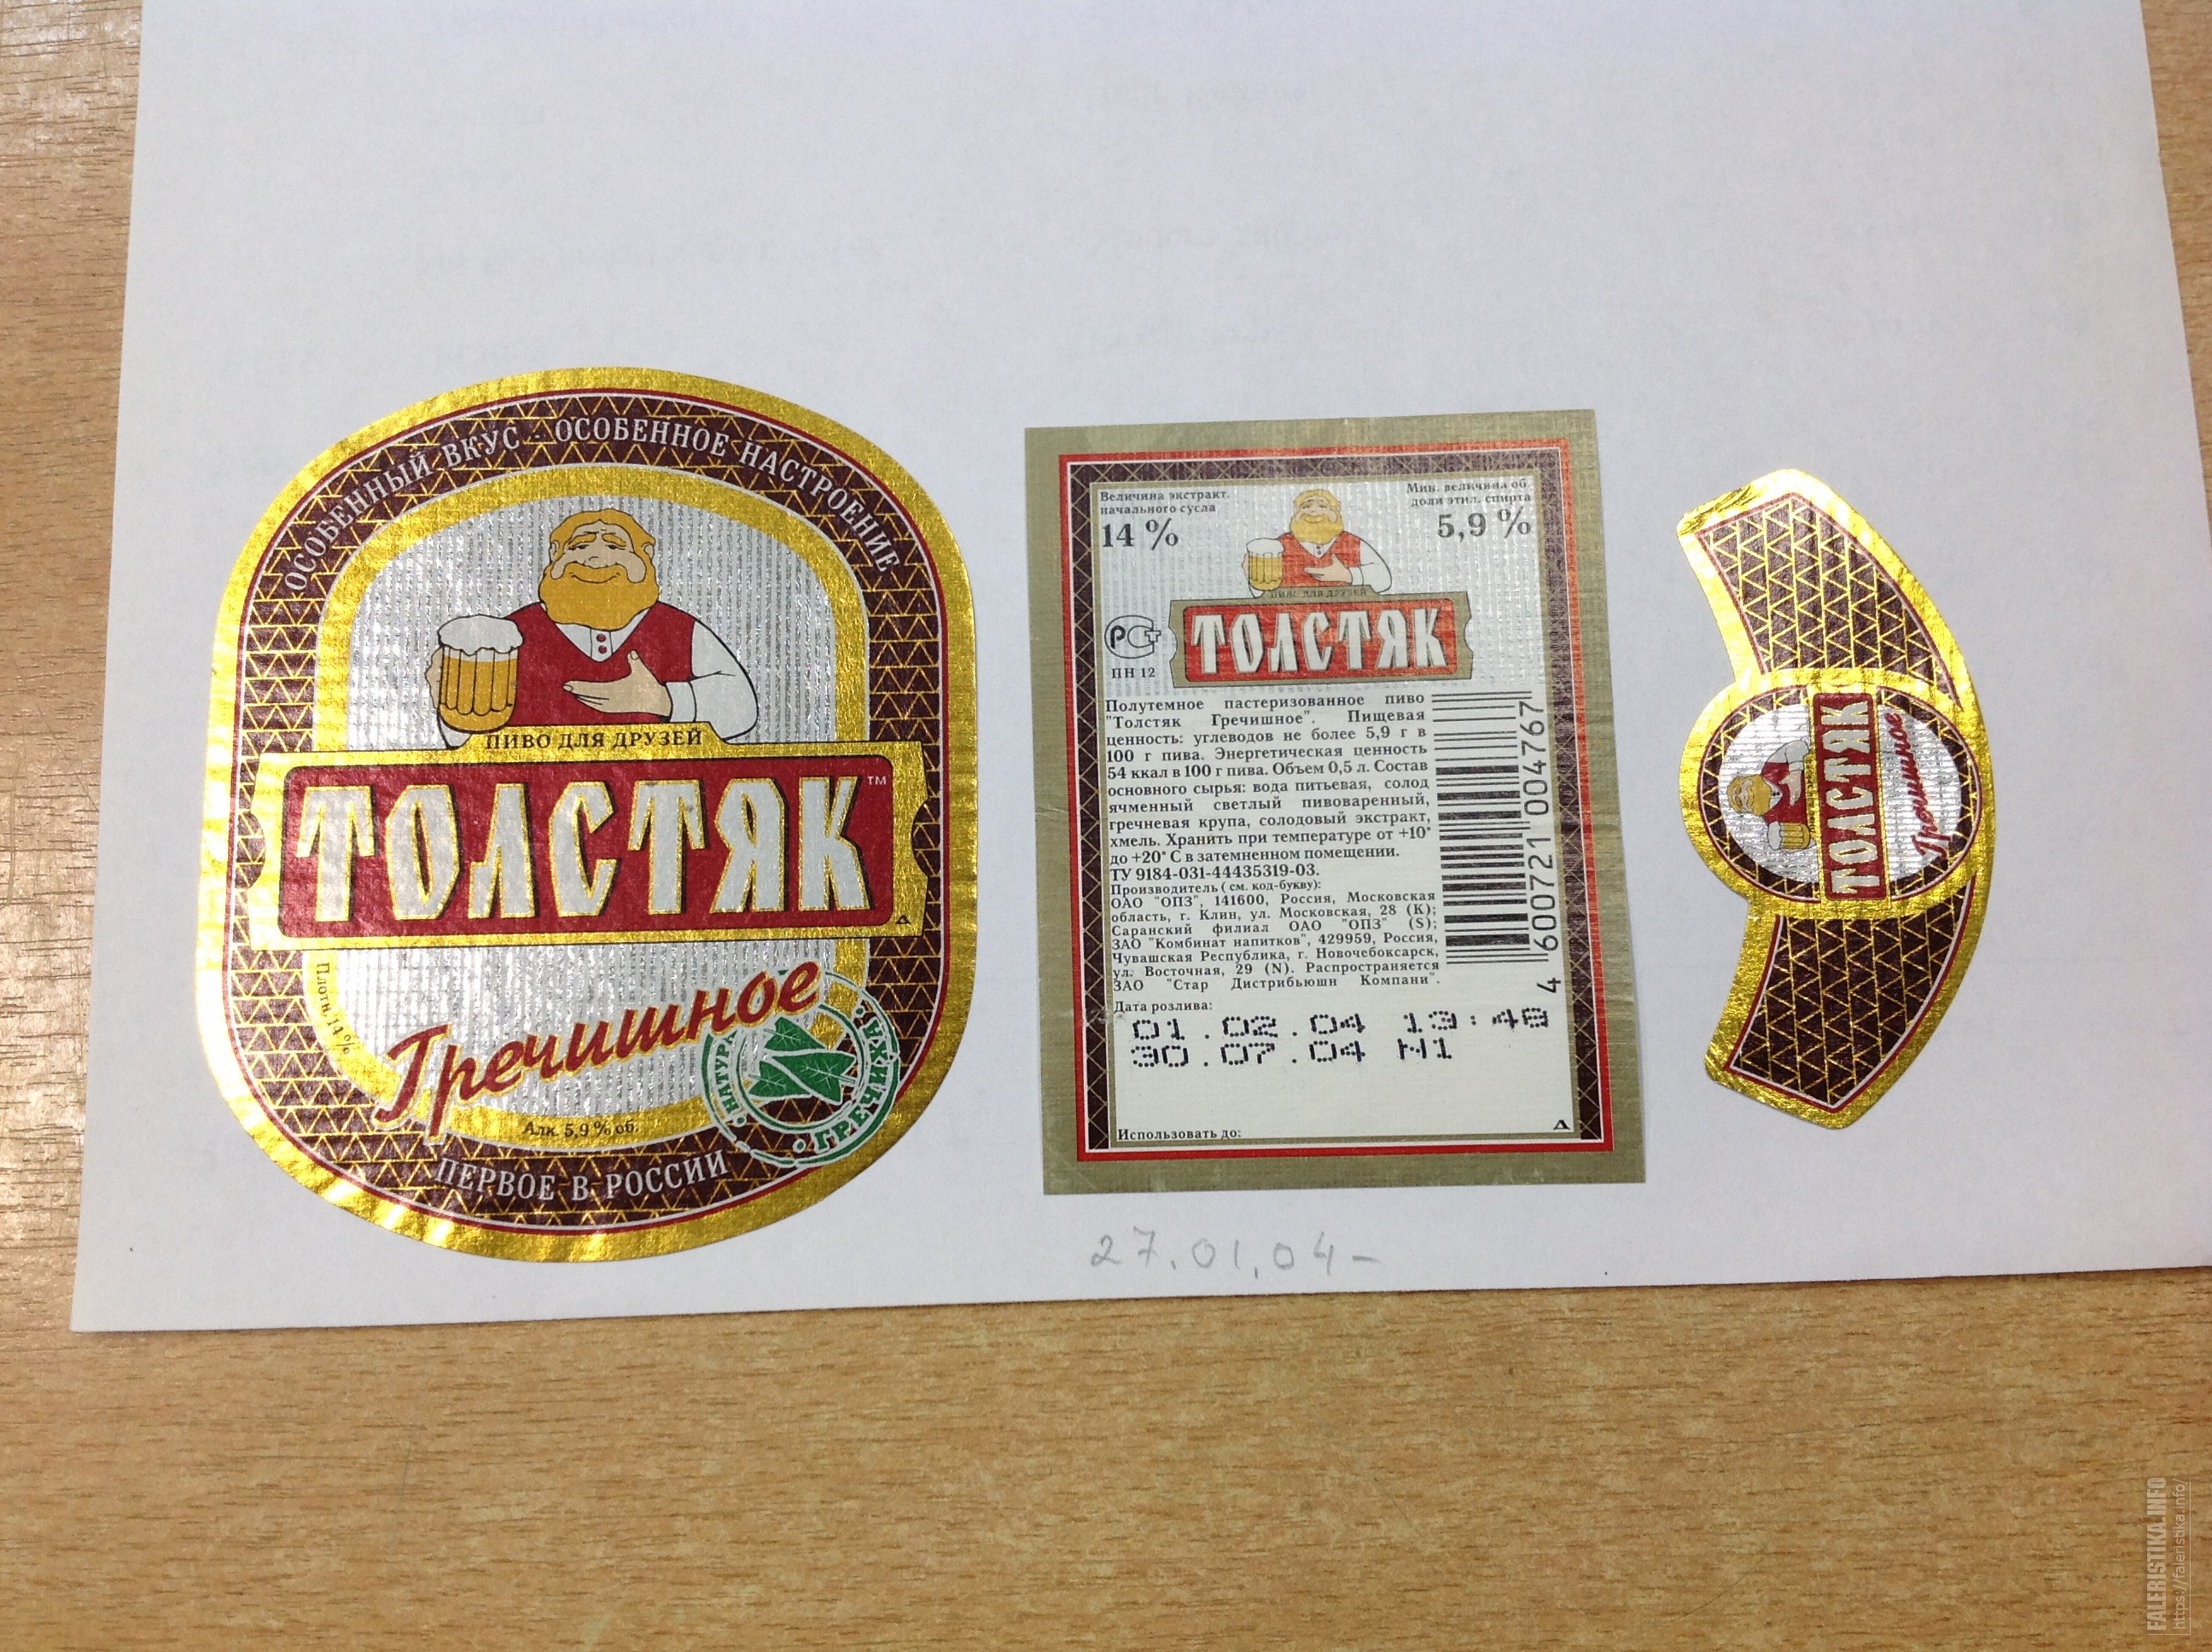 ОСОБЕННЫЙ ВКУС · ОСОБЕННОЕ НАСТРОЕНИЕ
ПИВО ДЛЯ ДРУЗЕЙ
ТОЛСТЯК™
Плотн. 14%
Гречишное
НАТУРАЛ
ГРЕЧИХА
Алк. 5,9 % об.
ПЕРВОЕ В РОССИИ
Величина экстракт.
начального сусла
14 %
Мин. величина об.
доли этил. спирта
5,9 %
ПИВО ДЛЯ ДРУЗЕЙ
ТОЛСТЯК
РСТ
ПН 12
Полутемное пастеризованное пиво
"Толстяк Гречишное". Пищевая
ценность: углеводов не более 5,9 г в
100 г пива. Энергетическая ценность
54 ккал в 100 г пива. Объем 0,5 л. Состав
основного сырья: вода питьевая, солод
ячменный светлый пивоваренный,
гречневая крупа, солодовый экстракт,
хмель. Хранить при температуре от +10°
до +20° С в затемненном помещении.
ТУ 9184-031-44435319-03.
Производитель ( см. код-букву):
ОАО "ОПЗ", 141600, Россия, Московская
область, г. Клин, ул. Московская, 28 (К);
Саранский филиал ОАО "ОПЗ" (S);
ЗАО "Комбинат напитков", 429959, Россия,
Чувашская Республика, г. Новочебоксарск,
ул. Восточная, 29 (N). Распространяется
ЗАО "Стар Дистрибьюшн Компани".
4 600721 004767
Дата розлива:
01.02.04 19:48
30.07.04 N1
Использовать до:
ТОЛСТЯК
Гречишное
27.01.04-
FALERISTIKA.INFO
https://faleristika.info/